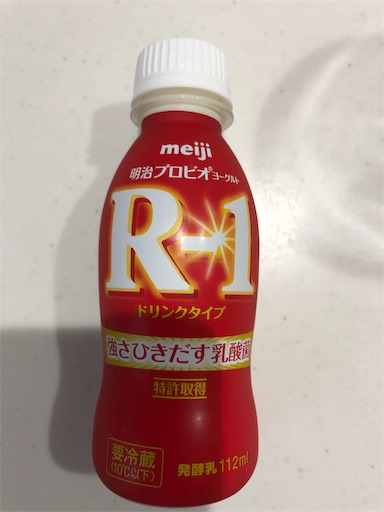 meiji
明治プロビオ®ヨーグルト
R-1
ドリンクタイプ
強さひきだす乳酸菌
特許取得
要冷蔵
(10℃以下)
発酵乳 112ml